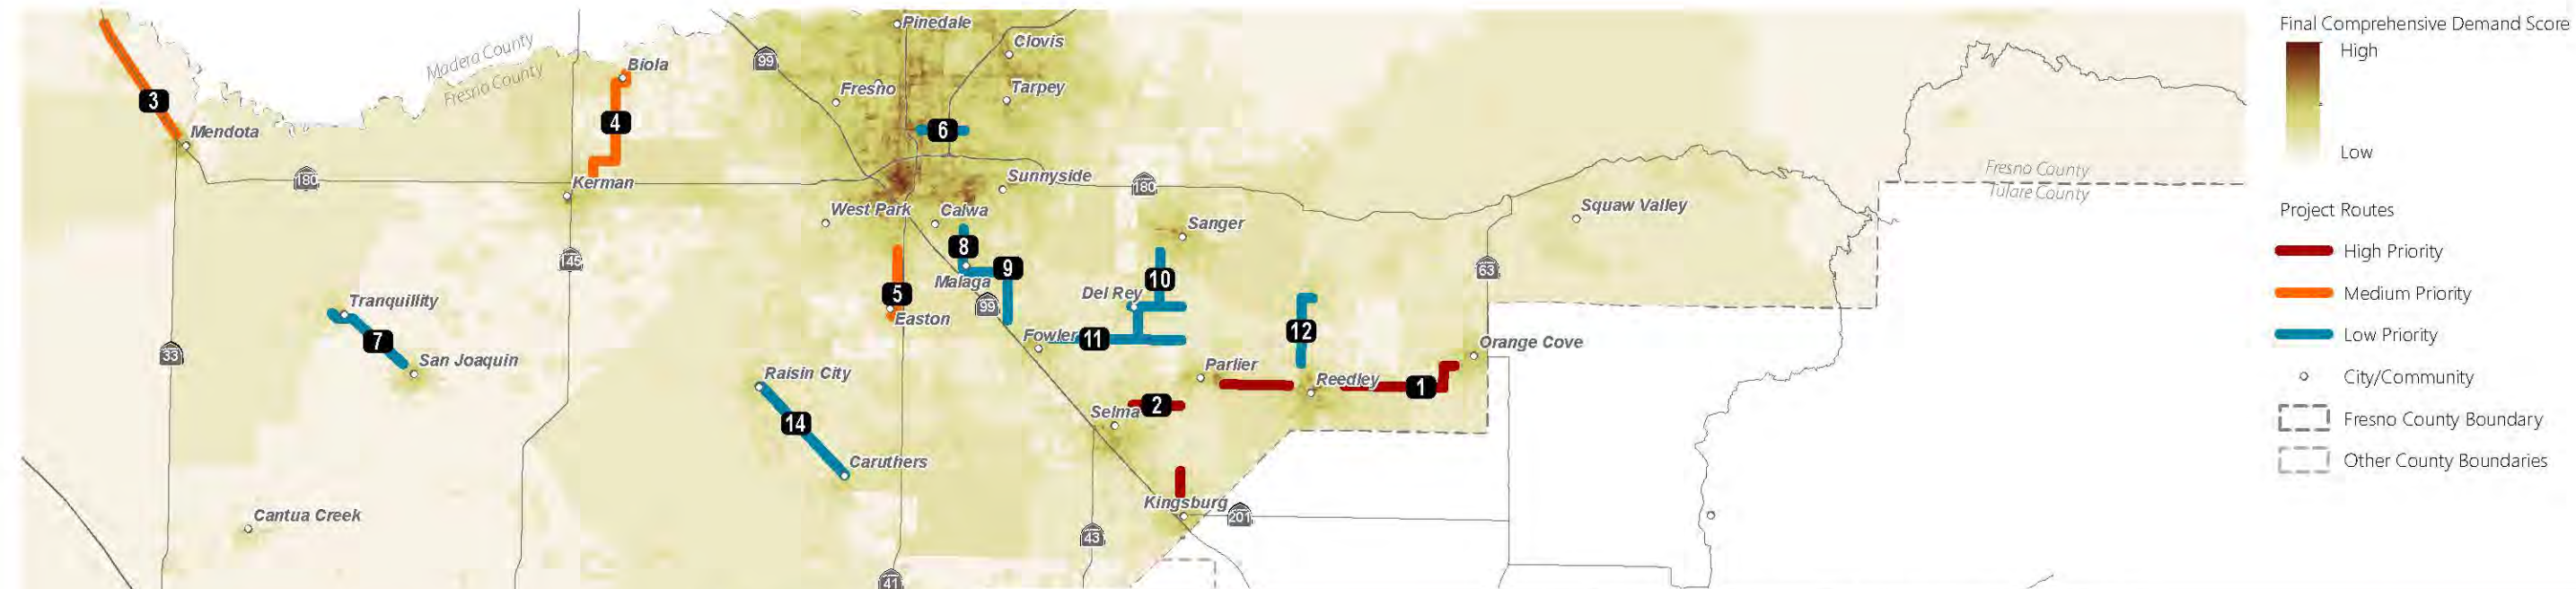 Pinedale
Clovis
99
Biola
Madera County
Fresno County
Fresno
Tarpey
3
4
6
Mendota
180
Kerman
Sunnyside
180
West Park
Calwa
Sanger
Squaw Valley
Fresno County
Tulare County
8
9
145
Malaga
63
10
Del Rey
5
99
Tranquillity
Easton
7
Fowler
11
12
33
San Joaquin
Orange Cove
Raisin City
Parlier
Reedley
1
14
Selma
2
Caruthers
Kingsburg
201
Cantua Creek
43
41
Final Comprehensive Demand Score
High
Low
Project Routes
High Priority
Medium Priority
Low Priority
City/Community
Fresno County Boundary
Other County Boundaries